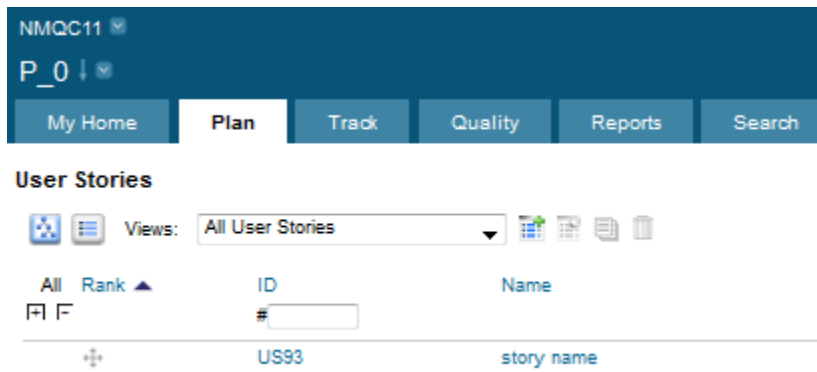 NMQC11
P_0
My Home Plan Track Quality Reports Search
User Stories
Views: All User Stories
All Rank ID Name
#
US93 story name